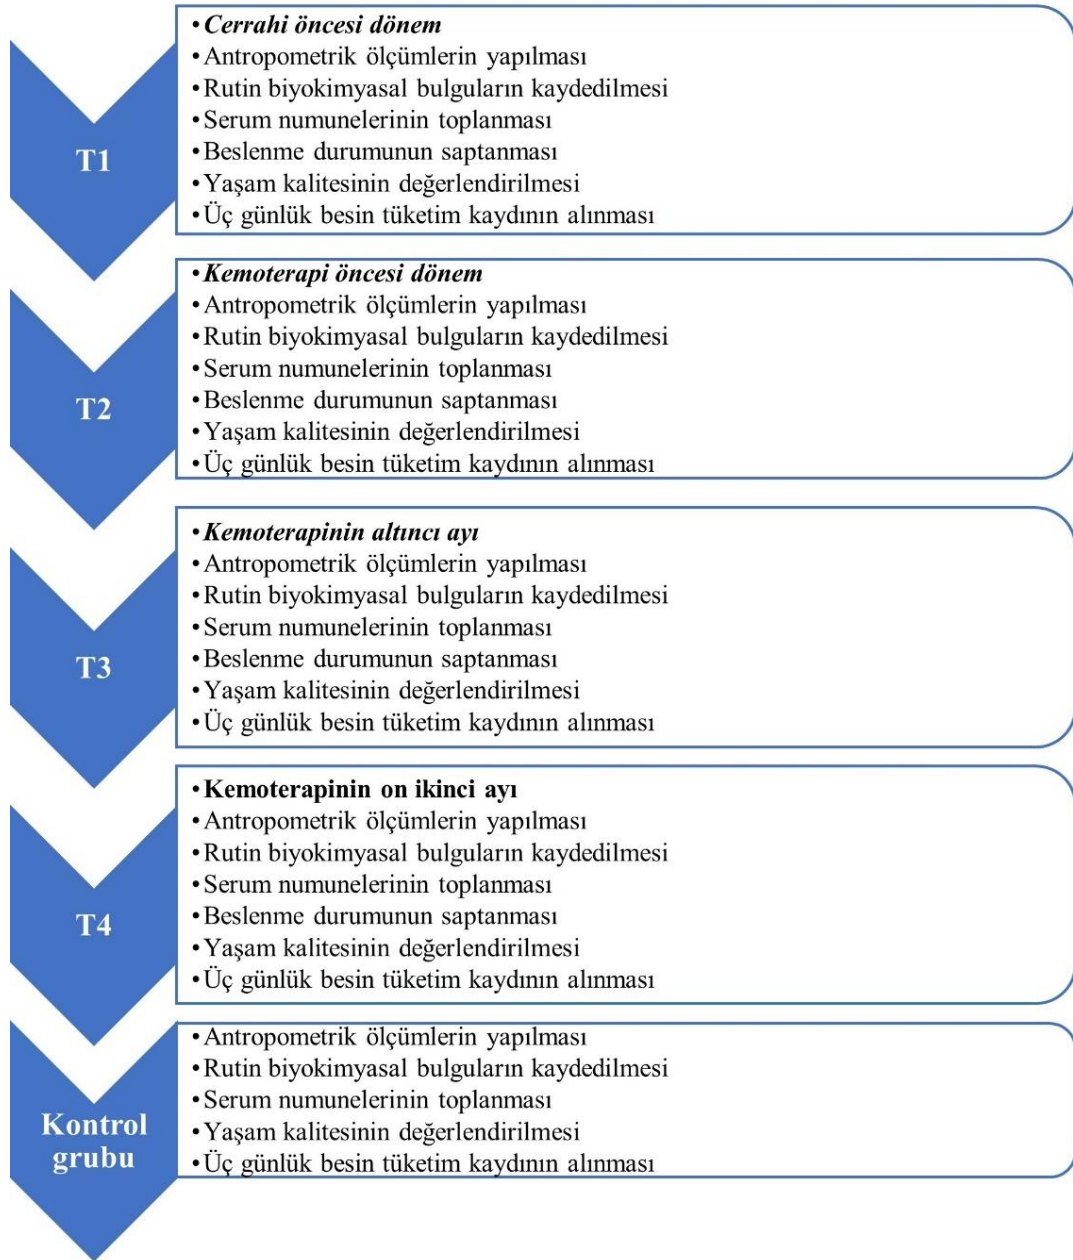 T1
• Cerrahi öncesi dönem
• Antropometrik ölçümlerin yapılması
• Rutin biyokimyasal bulguların kaydedilmesi
• Serum numunelerinin toplanması
• Beslenme durumunun saptanması
• Yaşam kalitesinin değerlendirilmesi
• Üç günlük besin tüketim kaydının alınması
T2
• Kemoterapi öncesi dönem
• Antropometrik ölçümlerin yapılması
• Rutin biyokimyasal bulguların kaydedilmesi
• Serum numunelerinin toplanması
• Beslenme durumunun saptanması
• Yaşam kalitesinin değerlendirilmesi
• Üç günlük besin tüketim kaydının alınması
T3
• Kemoterapinin altıncı ayı
• Antropometrik ölçümlerin yapılması
• Rutin biyokimyasal bulguların kaydedilmesi
• Serum numunelerinin toplanması
• Beslenme durumunun saptanması
• Yaşam kalitesinin değerlendirilmesi
• Üç günlük besin tüketim kaydının alınması
T4
• Kemoterapinin on ikinci ayı
• Antropometrik ölçümlerin yapılması
• Rutin biyokimyasal bulguların kaydedilmesi
• Serum numunelerinin toplanması
• Beslenme durumunun saptanması
• Yaşam kalitesinin değerlendirilmesi
• Üç günlük besin tüketim kaydının alınması
Kontrol
grubu
• Antropometrik ölçümlerin yapılması
• Rutin biyokimyasal bulguların kaydedilmesi
• Serum numunelerinin toplanması
• Yaşam kalitesinin değerlendirilmesi
• Üç günlük besin tüketim kaydının alınması